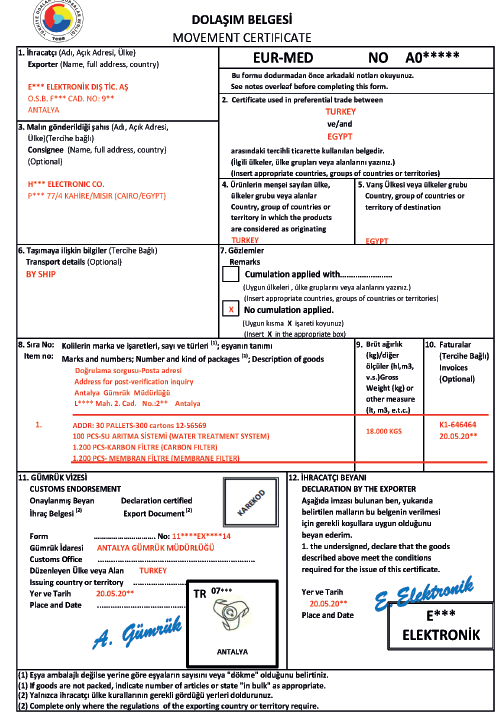 DOLAŞIM BELGESİ
MOVEMENT CERTIFICATE
1. İhracatçı (Adı, Açık Adresi, Ülke)
Exporter (Name, full address, country)
E*** ELEKTRONİK DIŞ TİC. AŞ
O.S.B. F*** CAD. NO: 9**
ANTALYA
EUR-MED NO A0*****
Bu formu dodurmadan önce arkadaki notları okuyunuz.
See notes overleaf before completing this form.
2. Certificate used in preferential trade between
TURKEY
ve/and
EGYPT
arasındaki tercihli ticarette kullanılan belgedir.
(İlgili ülkeler, ülke grupları veya alanlarını yazınız.)
(Insert appropriate countries, groups of countries or territories)
3. Malın gönderildiği şahıs (Adı, Açık Adresi,
Ülke)(Tercihe bağlı)
Consignee (Name, full address, country)
(Optional)
H*** ELECTRONIC CO.
P*** 77/4 KAHİRE/MISIR (CAIRO/EGYPT)
4. Ürünlerin menşei sayılan ülke,
ülkeler grubu veya alanlar
Country, group of countries or
territory in which the products
are considered as originating
TURKEY
5. Varış Ülkesi veya ülkeler grubu
Country, group of countries or
territory of destination
EGYPT
6. Taşımaya ilişkin bilgiler (Tercihe Bağlı)
Transport details (Optional)
BY SHIP
7. Gözlemler
Remarks
Cumulation applied with……………………
(Uygun ülkeleri , ülke gruplarını veya alanlarını yazını.)
(Insert appropriate countries, groups of countries or territories)
X No cumulation applied.
(Uygun kısma X işareti koyunuz)
(Insert X in the appropriate box)
8. Sıra No: Kolilerin marka ve işaretleri, sayı ve türleri (1); eşyanın tanımı
Item no: Marks and numbers; Number and kind of packages (1); Description of goods
Doğrulama sorgusu-Posta adresi
Address for post-verification inquiry
Antalya Gümrük Müdürlüğü
L**** Mah. 2. Cad. No.:2** Antalya
1. ADDR: 30 PALLETS-300 cartons 12-56569
100 PCS-SU ARITMA SİSTEMİ (WATER TREATMENT SYSTEM)
1.200 PCS-KARBON FİLTRE (CARBON FILTER)
1.200 PCS- MEMBRAN FİLTRE (MEMBRANE FILTER)
9. Brüt ağırlık
(kg)/diğer
ölçüler (hl,m3,
v.s.)Gross
Weight (kg) or
other measure
(lt, m3, e.t.c.)
18.000 KGS
10. Faturalar
(Tercihe Bağlı)
Invoices
(Optional)
K1-646464
20.05.20**
11. GÜMRÜK VİZESİ
CUSTOMS ENDORSEMENT
Onaylanmış Beyan Declaration certified
İhraç Belgesi (2) Export Document (2)
KAREKOD
Form ……………………. No: 11****EX****14
Gümrük İdaresi ANTALYA GÜMRÜK MÜDÜRLÜĞÜ
Customs Office ……………………………………………
Düzenleyen Ülke veya Alan TURKEY
Issuing country or territory ……………………
Yer ve Tarih 20.05.20**
Place and Date ……………………………
A. Gümrük
TR 07***
ANTALYA
12. İHRACATÇI BEYANI
DECLARATION BY THE EXPORTER
Aşağıda imzası bulunan ben, yukarıda
belirtilen malların bu belgenin verilmesi
için gerekli koşullara uygun olduğunu
beyan ederim.
1. the undersigned, declare that the goods
described above meet the conditions
required for the issue of this certificate.
Yer ve Tarih
20.05.20**
Place and Date
E. Elektronik
E***
ELEKTRONİK
(1) Eşya ambalajlı değilse yerine göre eşyaların sayısını veya "dökme" olduğunu belirtiniz.
(1) If goods are not packed, indicate number of articles or state "in bulk" as appropriate.
(2) Yalnızca ihracatçı ülke kurallarının gerekli gördüğü yerleri doldurunuz.
(2) Complete only where the regulations of the exporting country or territory require.